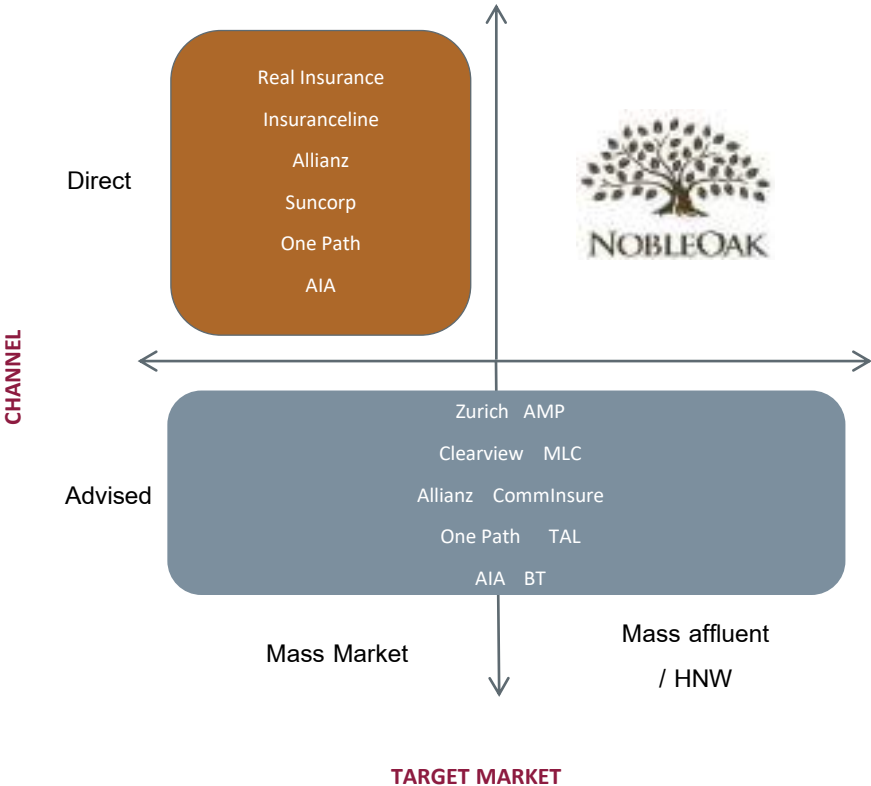 Real Insurance
Insuranceline
Allianz
Suncorp
One Path
AIA
Direct
NOBLEOAK
CHANNEL
Zurich AMP
Clearview MLC
Allianz CommInsure
One Path TAL
AIA BT
Advised
Mass Market
Mass affluent
/ HNW
TARGET MARKET